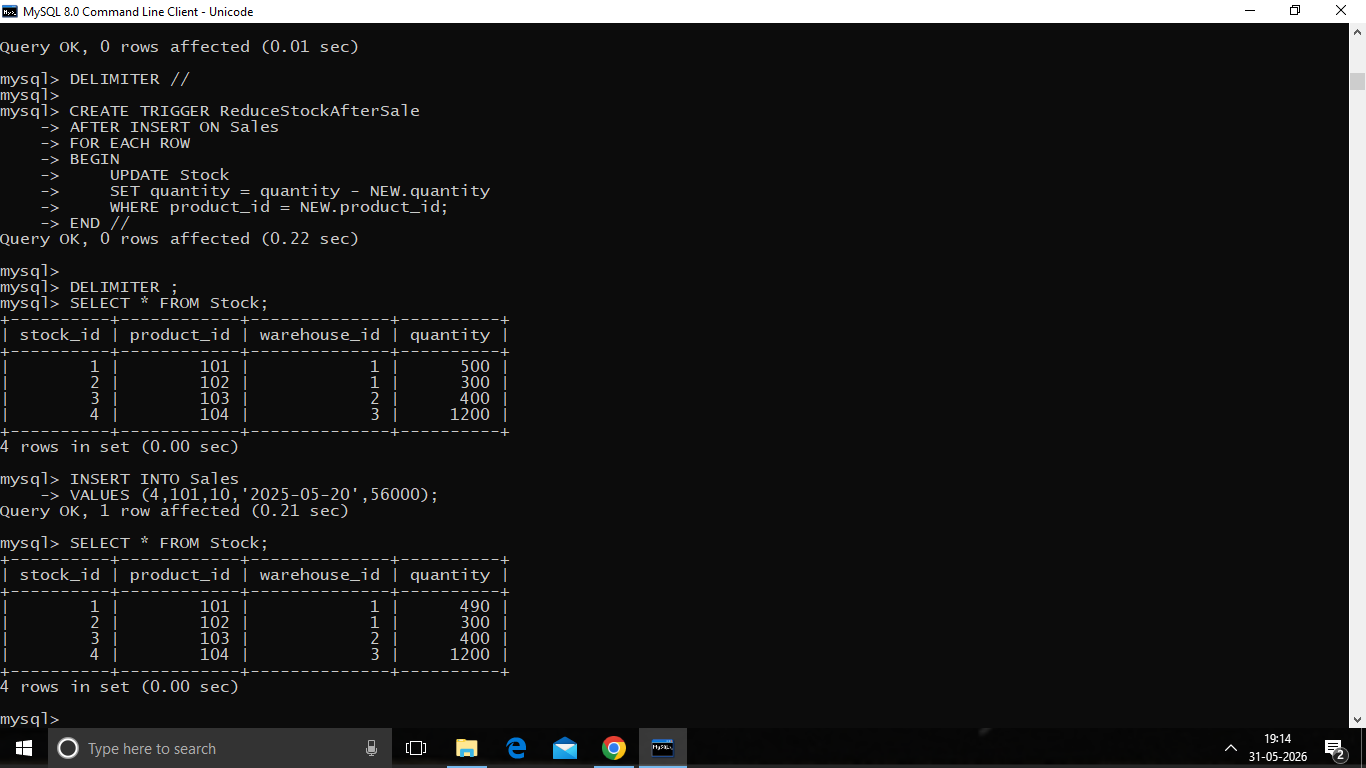 MySQL 8.0 Command Line Client - Unicode
Query OK, 0 rows affected (0.01 sec)
mysql> DELIMITER //
mysql>
mysql> CREATE TRIGGER ReduceStockAfterSale
    -> AFTER INSERT ON Sales
    -> FOR EACH ROW
    -> BEGIN
    ->     UPDATE Stock
    ->     SET quantity = quantity - NEW.quantity
    ->     WHERE product_id = NEW.product_id;
    -> END //
Query OK, 0 rows affected (0.22 sec)
mysql>
mysql> DELIMITER ;
mysql> SELECT * FROM Stock;
+----------+------------+--------------+----------+
| stock_id | product_id | warehouse_id | quantity |
+----------+------------+--------------+----------+
|        1 |        101 |            1 |      500 |
|        2 |        102 |            1 |      300 |
|        3 |        103 |            2 |      400 |
|        4 |        104 |            3 |     1200 |
+----------+------------+--------------+----------+
4 rows in set (0.00 sec)
mysql> INSERT INTO Sales
    -> VALUES (4,101,10,'2025-05-20',56000);
Query OK, 1 row affected (0.21 sec)
mysql> SELECT * FROM Stock;
+----------+------------+--------------+----------+
| stock_id | product_id | warehouse_id | quantity |
+----------+------------+--------------+----------+
|        1 |        101 |            1 |      490 |
|        2 |        102 |            1 |      300 |
|        3 |        103 |            2 |      400 |
|        4 |        104 |            3 |     1200 |
+----------+------------+--------------+----------+
4 rows in set (0.00 sec)
mysql>
Type here to search
19:14
31-05-2026
2